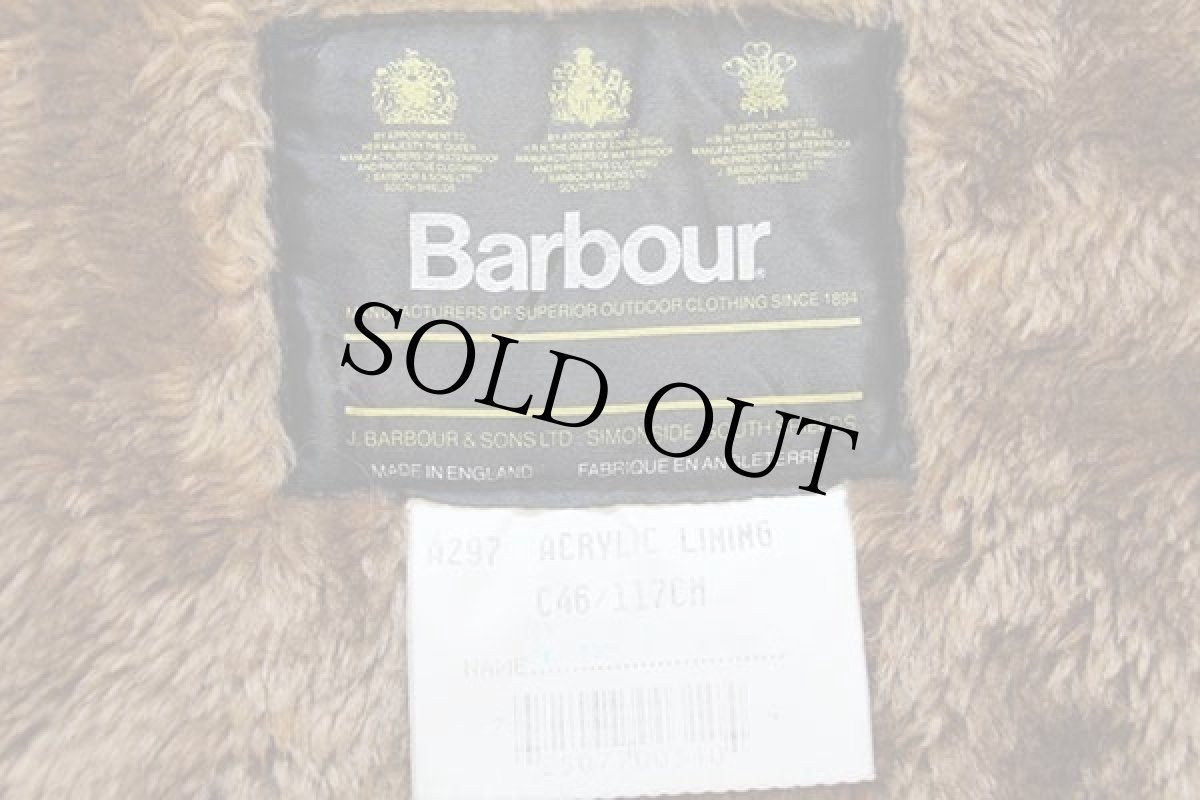 BY APPOINTMENT TO
HER MAJESTY THE QUEEN
MANUFACTURERS OF WATERPROOF
AND PROTECTIVE CLOTHING
J. BARBOUR & SONS LTD
SOUTH SHIELDS
BY APPOINTMENT TO
H.R.H. THE DUKE OF EDINBURGH
MANUFACTURERS OF WATERPROOF
AND PROTECTIVE CLOTHING
J. BARBOUR & SONS LTD
SOUTH SHIELDS
BY APPOINTMENT TO
H.R.H. THE PRINCE OF WALES
MANUFACTURERS OF WATERPROOF
AND PROTECTIVE CLOTHING
J. BARBOUR & SONS LTD
SOUTH SHIELDS
Barbour®
MANUFACTURERS OF SUPERIOR OUTDOOR CLOTHING SINCE 1894
SOLD OUT
J. BARBOUR & SONS LTD SIMONSIDE, SOUTH SHIELDS
MADE IN ENGLAND FABRIQUE EN ANGLETERRE
A297 ACRYLIC LINING
C46/117CM
NAME..............................